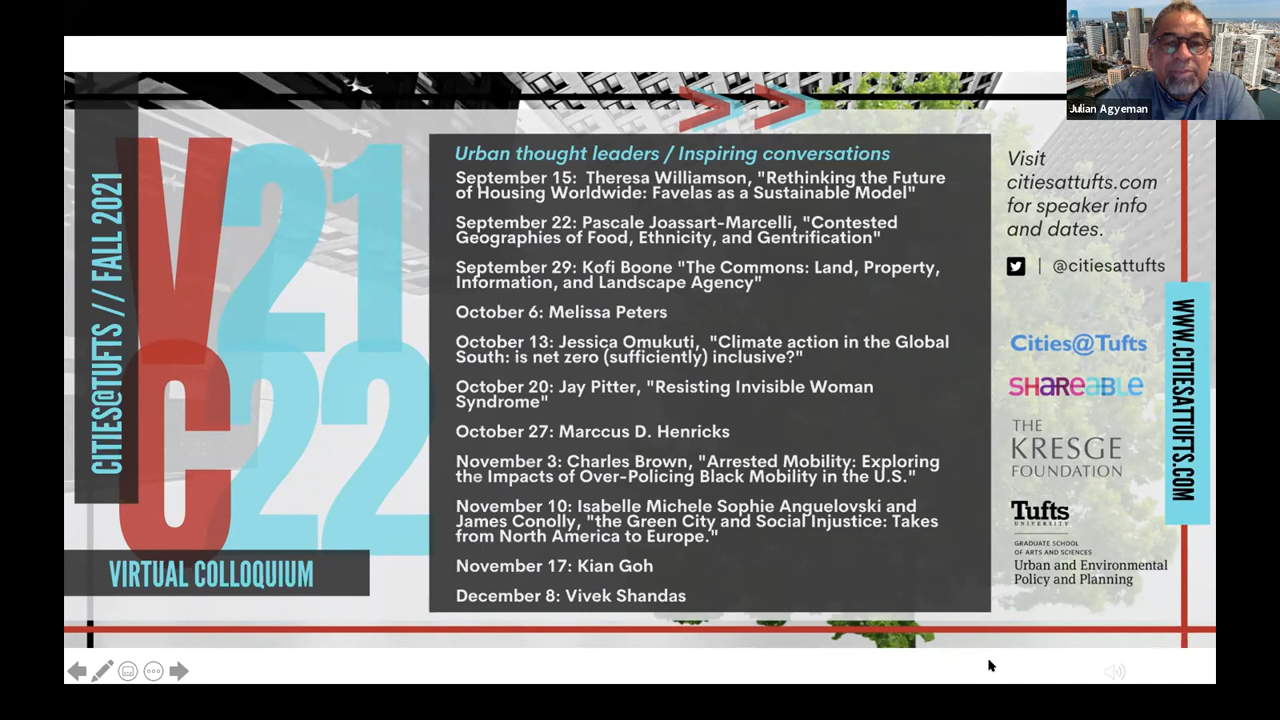 Julian Agyeman
CITIES@TUFTS // FALL 2021
V21
C22
VIRTUAL COLLOQUIUM
Urban thought leaders / Inspiring conversations
September 15:  Theresa Williamson, "Rethinking the Future
of Housing Worldwide: Favelas as a Sustainable Model"
September 22: Pascale Joassart-Marcelli, "Contested
Geographies of Food, Ethnicity, and Gentrification"
September 29: Kofi Boone "The Commons: Land, Property,
Information, and Landscape Agency"
October 6: Melissa Peters
October 13: Jessica Omukuti,  "Climate action in the Global
South: is net zero (sufficiently) inclusive?"
October 20: Jay Pitter, "Resisting Invisible Woman
Syndrome"
October 27: Marccus D. Henricks
November 3: Charles Brown, "Arrested Mobility: Exploring
the Impacts of Over-Policing Black Mobility in the U.S."
November 10: Isabelle Michele Sophie Anguelovski and
James Conolly, "the Green City and Social Injustice: Takes
from North America to Europe."
November 17: Kian Goh
December 8: Vivek Shandas
Visit
citiesattufts.com
for speaker info
and dates.
| @citiesattufts
Cities@Tufts
SHAREABLE
THE
KRESGE
FOUNDATION
Tufts
UNIVERSITY
GRADUATE SCHOOL
OF ARTS AND SCIENCES
Urban and Environmental
Policy and Planning
WWW.CITIESATTUFTS.COM